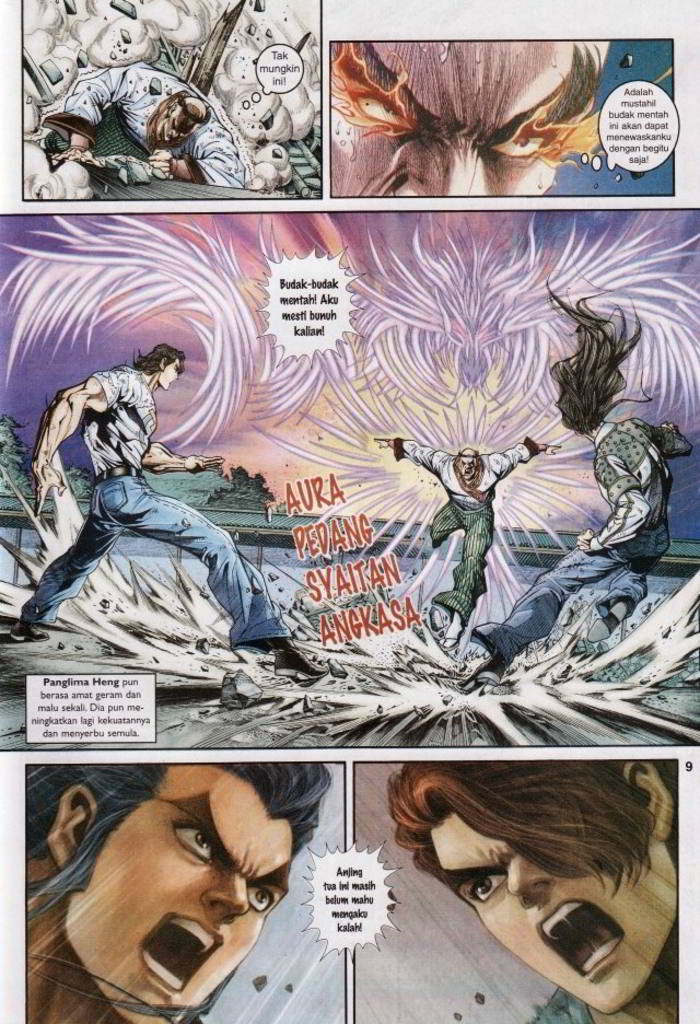 Tak
mungkin
ini!
Adalah
mustahil
budak mentah
ini akan dapat
menewaskanku
dengan begitu
saja!
Budak-budak
mentah! Aku
mesti bunuh
kalian!
AURA
PEDANG
SYAITAN
ANGKASA
Panglima Heng pun
berasa amat geram dan
malu sekali. Dia pun me-
ningkatkan lagi kekuatannya
dan menyerbu semula.
9
Anjing
tua ini masih
belum mahu
mengaku
kalah!